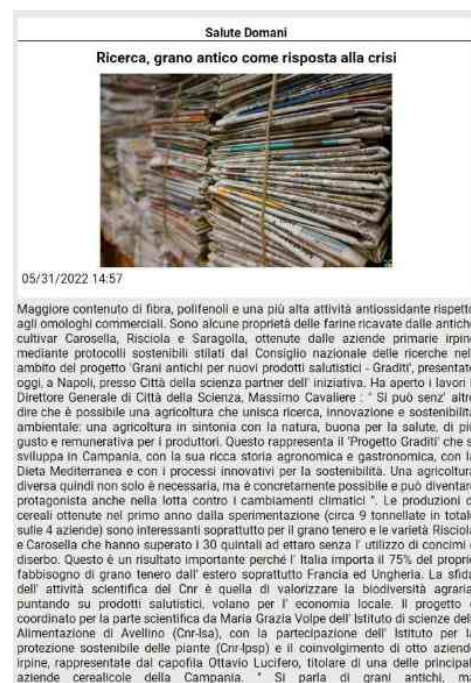 Salute Domani
Ricerca, grano antico come risposta alla crisi
05/31/2022 14:57
Maggiore contenuto di fibra, polifenoli e una più alta attività antiossidante rispetto
agli omologhi commerciali. Sono alcune proprietà delle farine ricavate dalle antiche
cultivar Carosella, Risciola e Saragolla, ottenute dalle aziende primarie irpine
mediante protocolli sostenibili stilati dal Consiglio nazionale delle ricerche nell
ambito del progetto 'Grani antichi per nuovi prodotti salutistici - Graditi', presentato
oggi, a Napoli, presso Città della scienza partner dell' iniziativa. Ha aperto i lavori i
Direttore Generale di Città della Scienza, Massimo Cavaliere : " Si può senz' altro
dire che è possibile una agricoltura che unisca ricerca, innovazione e sostenibilità
ambientale: una agricoltura in sintonia con la natura, buona per la salute, di più
gusto e remunerativa per i produttori. Questo rappresenta il 'Progetto Graditi' che s
sviluppa in Campania, con la sua ricca storia agronomica e gastronomica, con la
Dieta Mediterranea e con i processi innovativi per la sostenibilità. Una agricoltura
diversa quindi non solo è necessaria, ma è concretamente possibile e può diventare
protagonista anche nella lotta contro i cambiamenti climatici ". Le produzioni d
cereali ottenute nel primo anno dalla sperimentazione (circa 9 tonnellate in totale
sulle 4 aziende) sono interessanti soprattutto per il grano tenero e le varietà Risciola
e Carosella che hanno superato i 30 quintali ad ettaro senza l' utilizzo di concimi e
diserbo. Questo è un risultato importante perché l' Italia importa il 75% del proprio
fabbisogno di grano tenero dall' estero soprattutto Francia ed Ungheria. La sfida
dell' attività scientifica del Cnr è quella di valorizzare la biodiversità agraria
puntando su prodotti salutistici, volano per l' economia locale. Il progetto è
coordinato per la parte scientifica da Maria Grazia Volpe dell' Istituto di scienze dell
Alimentazione di Avellino (Cnr-Isa), con la partecipazione dell' Istituto per la
protezione sostenibile delle piante (Cnr-Ipsp) e il coinvolgimento di otto aziende
irpine, rappresentate dal capofila Ottavio Lucifero, titolare di una delle principali
aziende cerealicole della Campania. " Si parla di grani antichi, ma